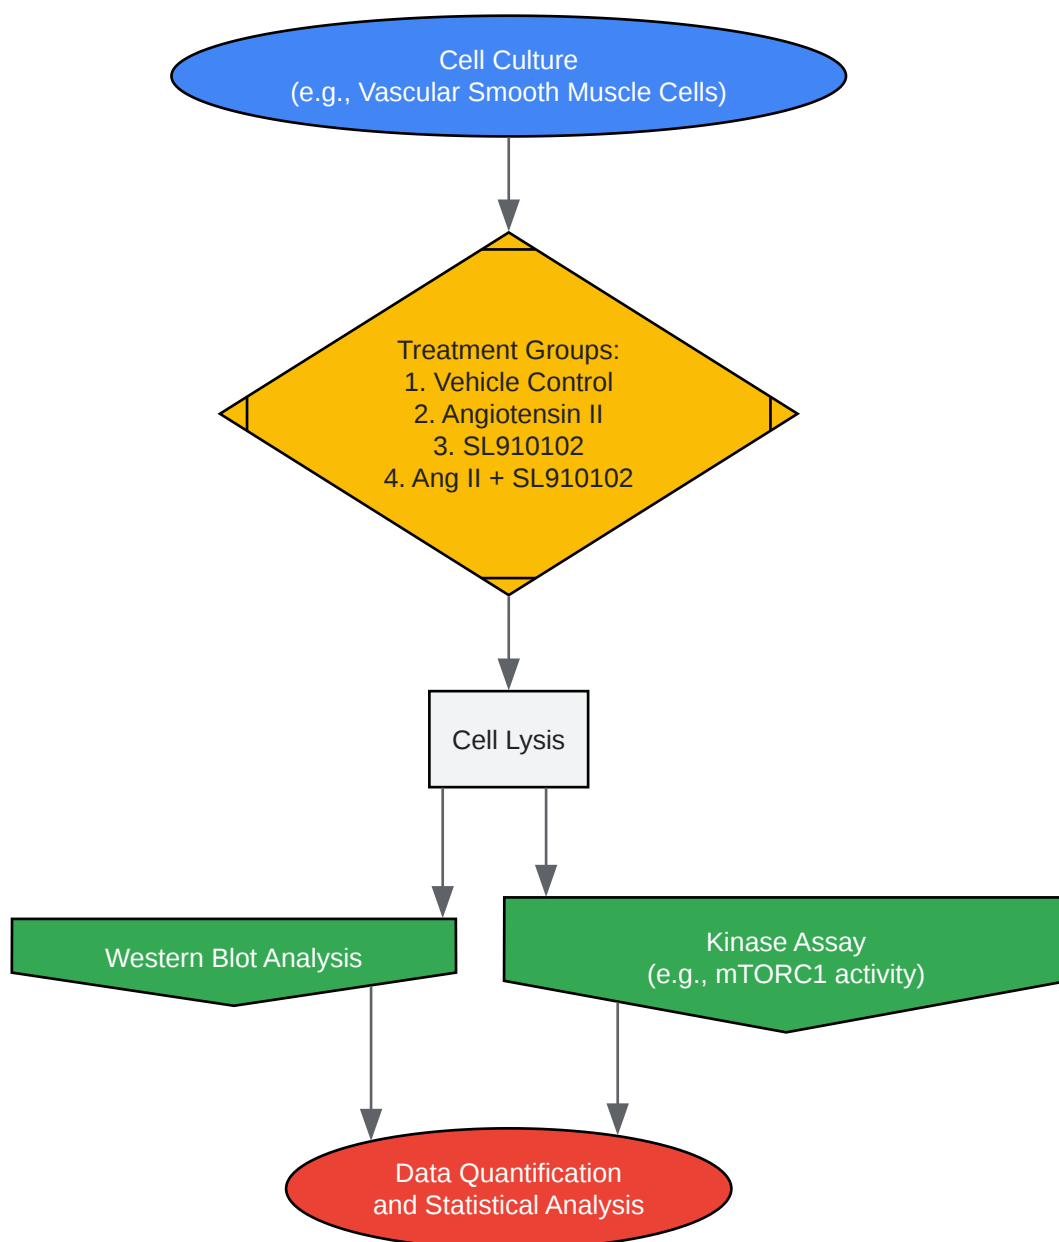 Cell Culture
(e.g., Vascular Smooth Muscle Cells)
Treatment Groups:
1. Vehicle Control
2. Angiotensin II
3. SL910102
4. Ang II + SL910102
Cell Lysis
Western Blot Analysis
Kinase Assay
(e.g., mTORC1 activity)
Data Quantification
and Statistical Analysis